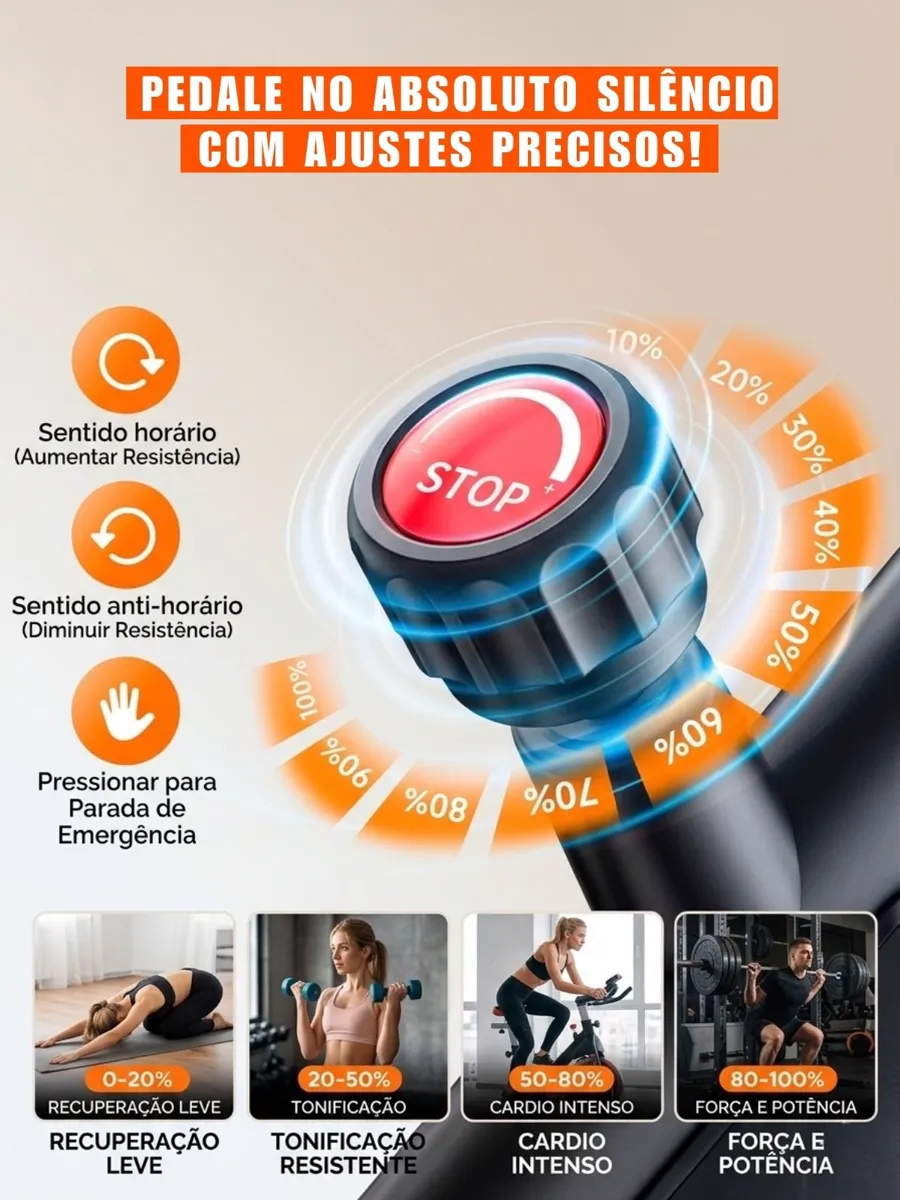 PEDALE NO ABSOLUTO SILÊNCIO
COM AJUSTES PRECISOS!
Sentido horário
(Aumentar Resistência)
Sentido anti-horário
(Diminuir Resistência)
Pressionar para
Parada de
Emergência
- STOP +
10%
20%
30%
40%
50%
60%
70%
80%
90%
100%
0-20%
RECUPERAÇÃO LEVE
RECUPERAÇÃO
LEVE
20-50%
TONIFICAÇÃO
TONIFICAÇÃO
RESISTENTE
50-80%
CARDIO INTENSO
CARDIO
INTENSO
80-100%
FORÇA E POTÊNCIA
FORÇA E
POTÊNCIA